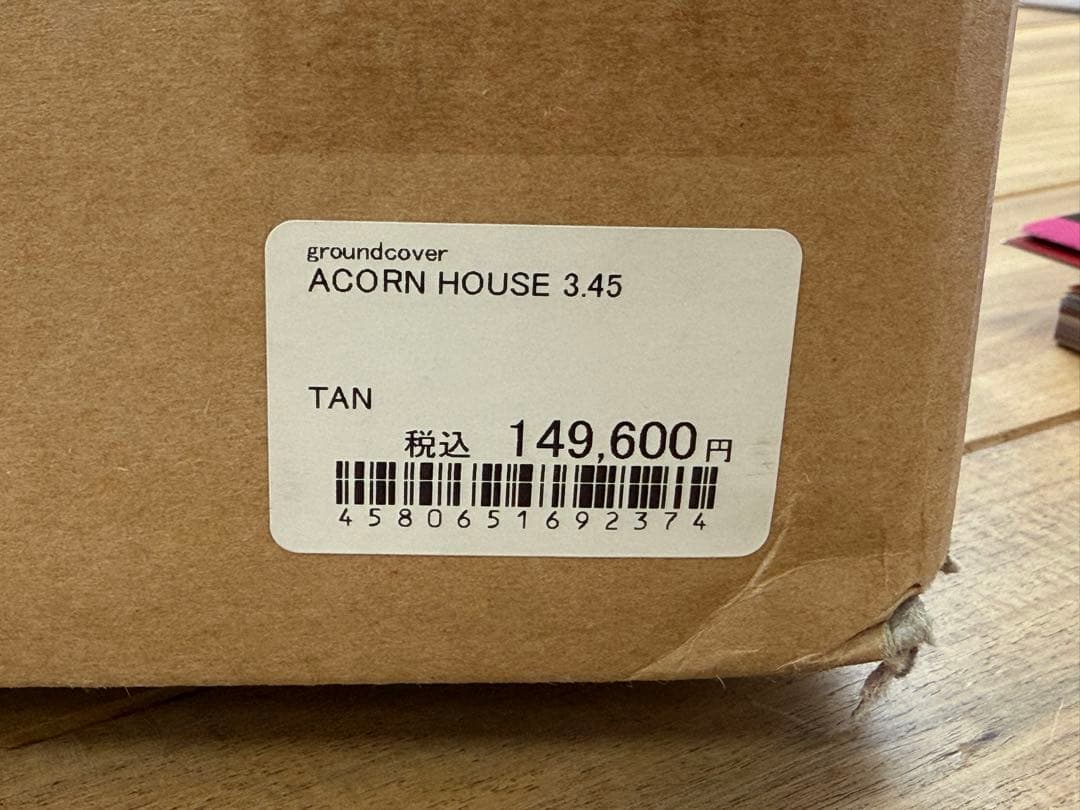 groundcover
ACORN HOUSE 3.45
TAN
税込 149,600円
4580651692374